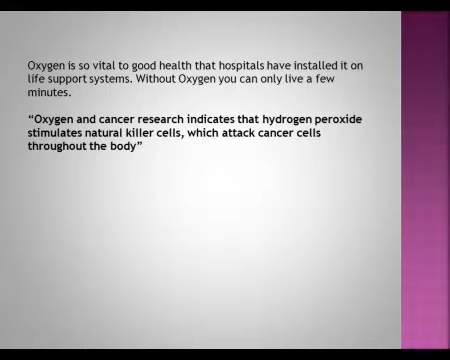 Oxygen is so vital to good health that hospitals have installed it on
life support systems. Without Oxygen you can only live a few
minutes.
“Oxygen and cancer research indicates that hydrogen peroxide
stimulates natural killer cells, which attack cancer cells
throughout the body”